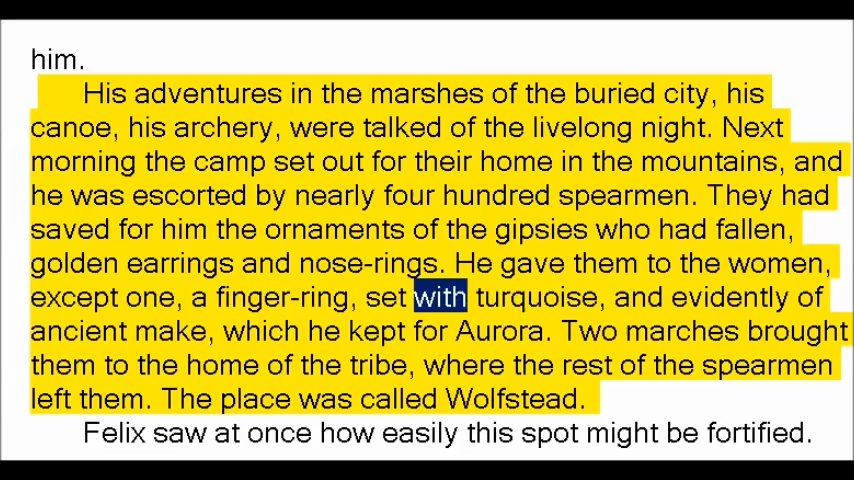 him.
His adventures in the marshes of the buried city, his
canoe, his archery, were talked of the livelong night. Next
morning the camp set out for their home in the mountains, and
he was escorted by nearly four hundred spearmen. They had
saved for him the ornaments of the gipsies who had fallen,
golden earrings and nose-rings. He gave them to the women,
except one, a finger-ring, set with turquoise, and evidently of
ancient make, which he kept for Aurora. Two marches brought
them to the home of the tribe, where the rest of the spearmen
left them. The place was called Wolfstead.
Felix saw at once how easily this spot might be fortified.